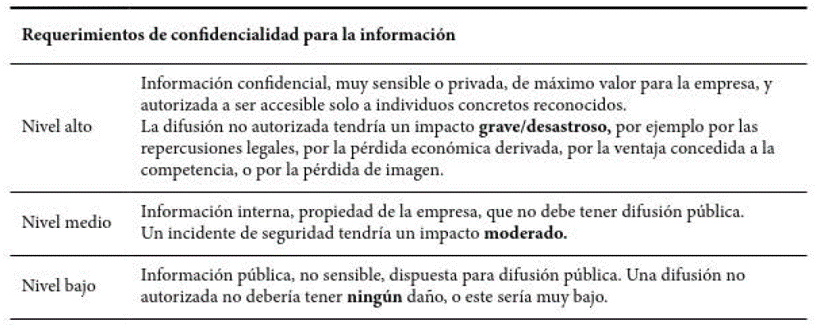 Requerimientos de confidencialidad para la información
Nivel alto
Información confidencial, muy sensible o privada, de máximo valor para la empresa, y
autorizada a ser accesible solo a individuos concretos reconocidos.
La difusión no autorizada tendría un impacto grave/desastroso, por ejemplo por las
repercusiones legales, por la pérdida económica derivada, por la ventaja concedida a la
competencia, o por la pérdida de imagen.
Nivel medio
Información interna, propiedad de la empresa, que no debe tener difusión pública.
Un incidente de seguridad tendría un impacto moderado.
Nivel bajo
Información pública, no sensible, dispuesta para difusión pública. Una difusión no
autorizada no debería tener ningún daño, o este sería muy bajo.